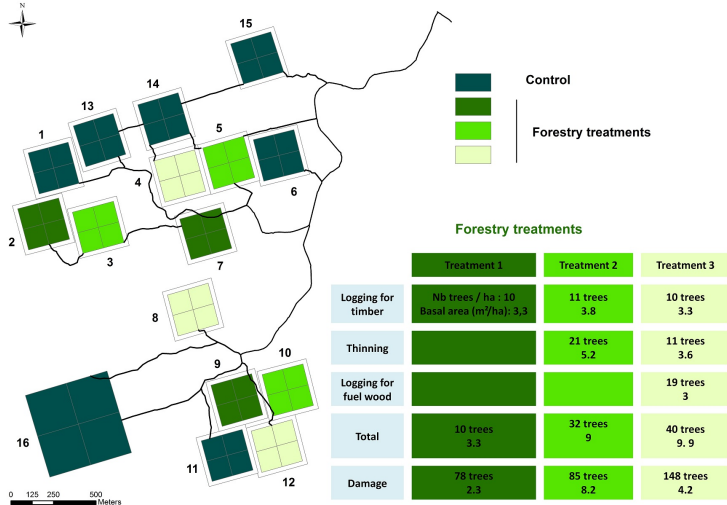 N
15
14
13
1
5
4
6
2
3
7
8
9
10
16
11
12
0 125 250 500
Meters
Control
Forestry treatments
Forestry treatments
Treatment 1 Treatment 2 Treatment 3
Logging for timber
Nb trees / ha : 10
Basal area (m²/ha): 3,3
11 trees
3.8
10 trees
3.3
Thinning
21 trees
5.2
11 trees
3.6
Logging for fuel wood
19 trees
3
Total
10 trees
3.3
32 trees
9
40 trees
9. 9
Damage
78 trees
2.3
85 trees
8.2
148 trees
4.2